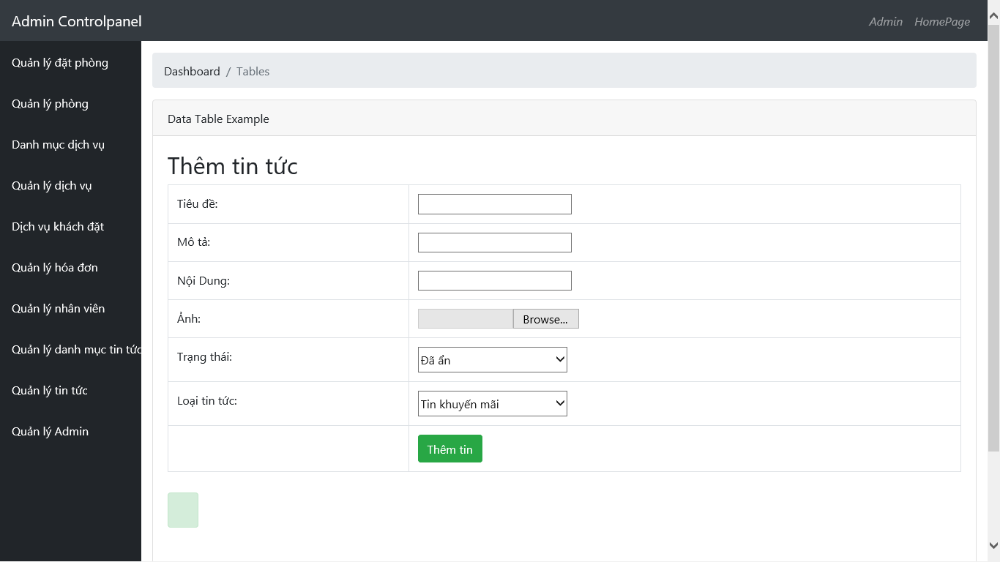 Admin Controlpanel
Admin HomePage
Quản lý đặt phòng
Quản lý phòng
Danh mục dịch vụ
Quản lý dịch vụ
Dịch vụ khách đặt
Quản lý hóa đơn
Quản lý nhân viên
Quản lý danh mục tin tức
Quản lý tin tức
Quản lý Admin
Dashboard / Tables
Data Table Example
Thêm tin tức
Tiêu đề:
Mô tả:
Nội Dung:
Ảnh: Browse...
Trạng thái: Đã ẩn
Loại tin tức: Tin khuyến mãi
Thêm tin